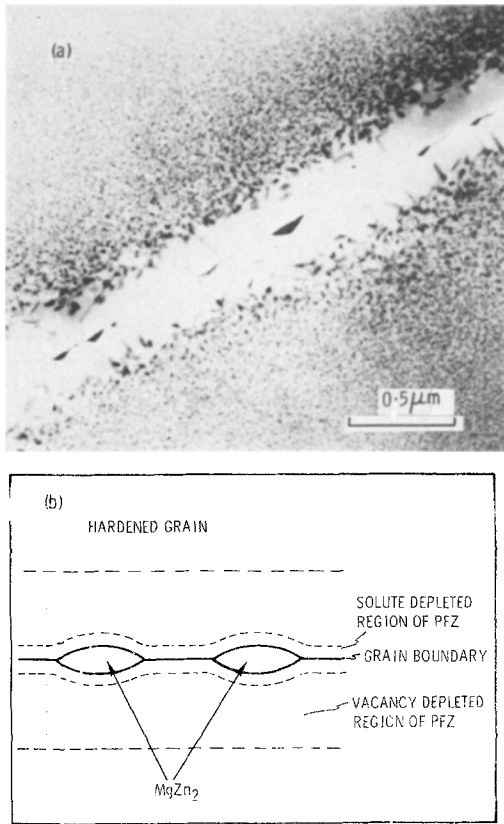 (a)
0·5μm
(b)
HARDENED GRAIN
SOLUTE DEPLETED
REGION OF PFZ
GRAIN BOUNDARY
VACANCY DEPLETED
REGION OF PFZ
MgZn₂